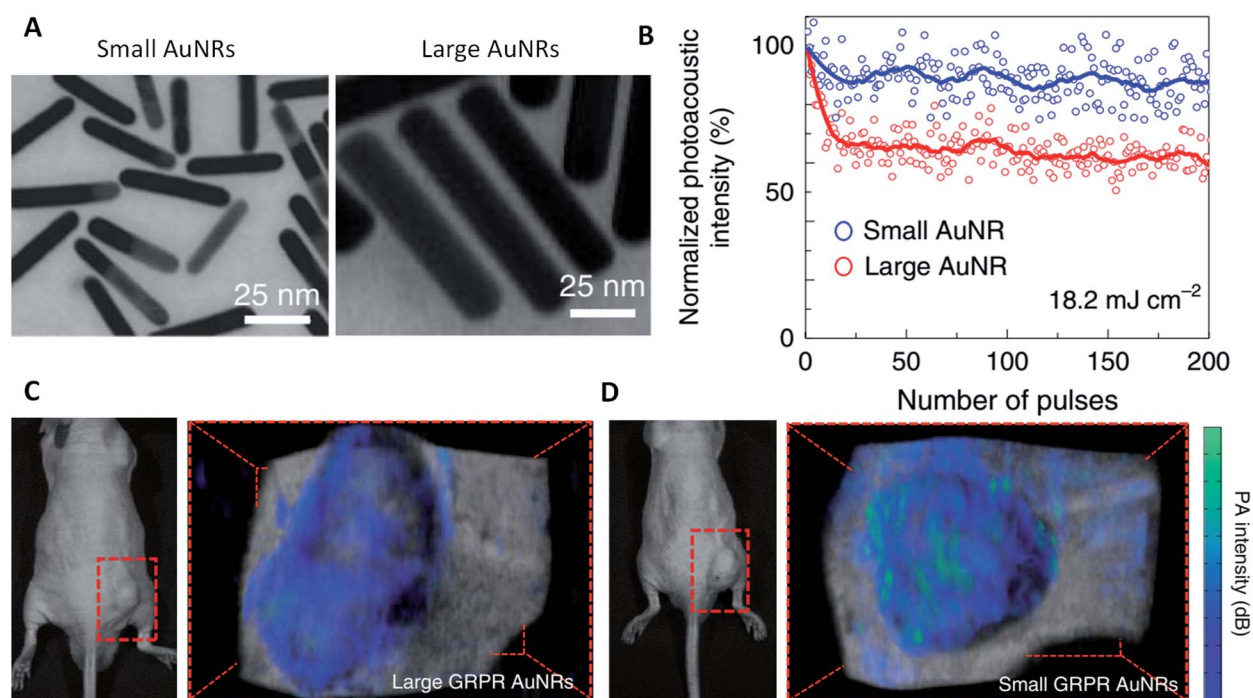 A
Small AuNRs
Large AuNRs
25 nm
25 nm
B
Normalized photoacoustic
intensity (%)
100
50
0
Small AuNR
Large AuNR
18.2 mJ cm⁻²
0 50 100 150 200
Number of pulses
C
Large GRPR AuNRs
D
Small GRPR AuNRs
PA intensity (dB)